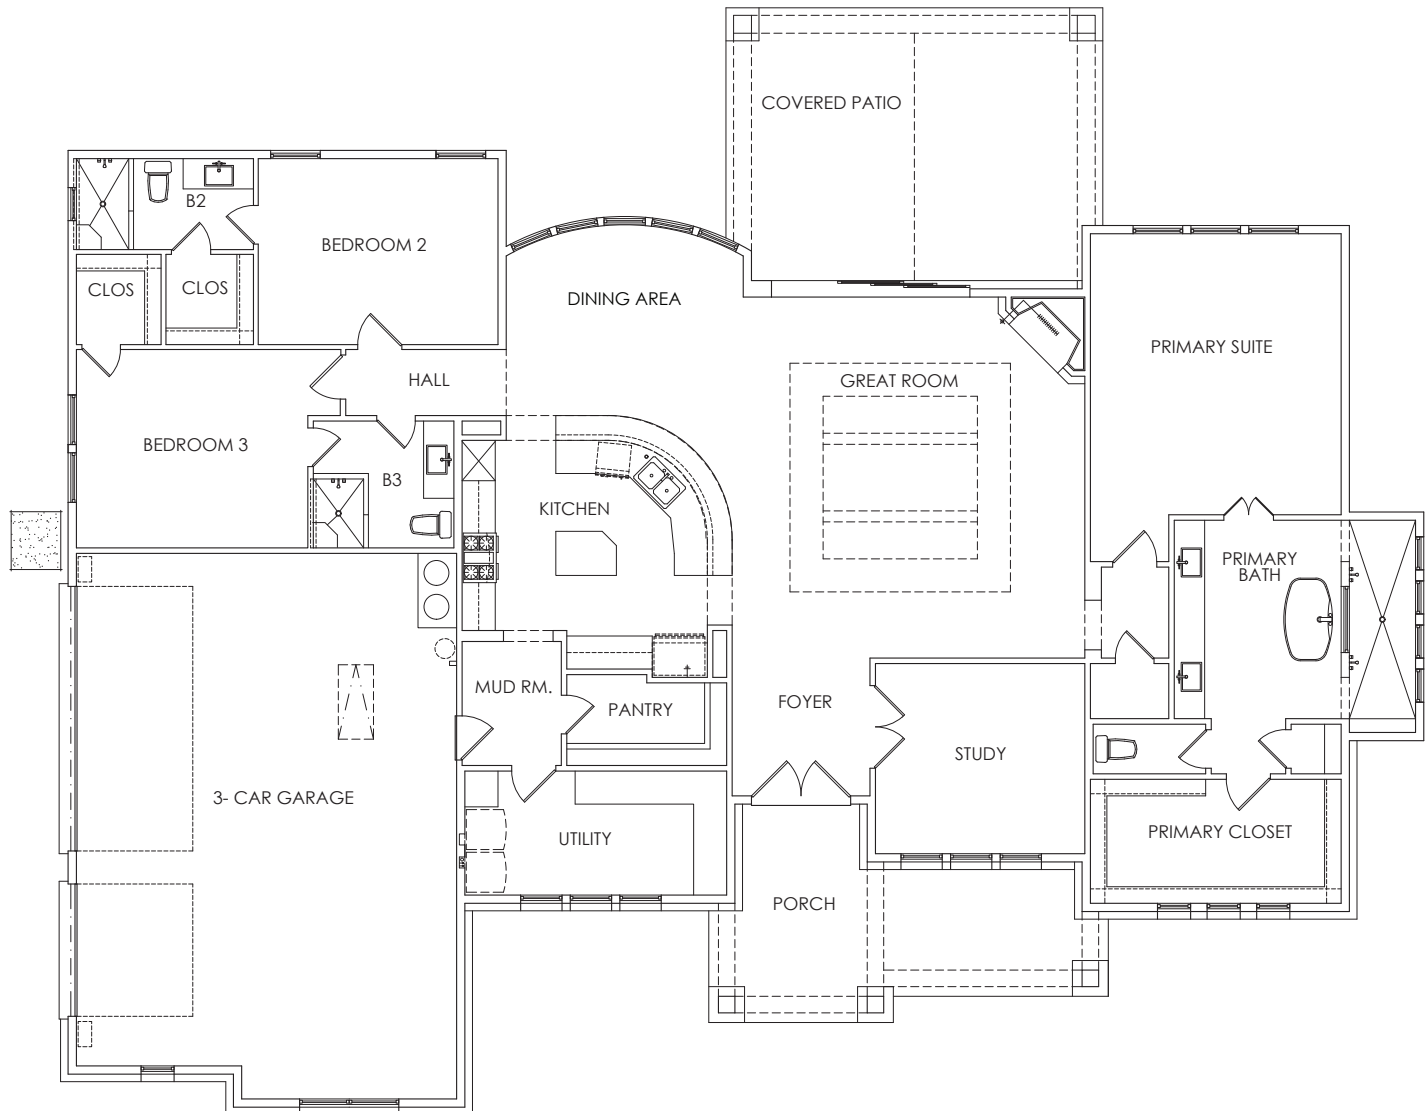 COVERED PATIO
B2
BEDROOM 2
CLOS
CLOS
DINING AREA
PRIMARY SUITE
HALL
GREAT ROOM
BEDROOM 3
B3
KITCHEN
PRIMARY
BATH
MUD RM.
PANTRY
FOYER
STUDY
3- CAR GARAGE
UTILITY
PRIMARY CLOSET
PORCH